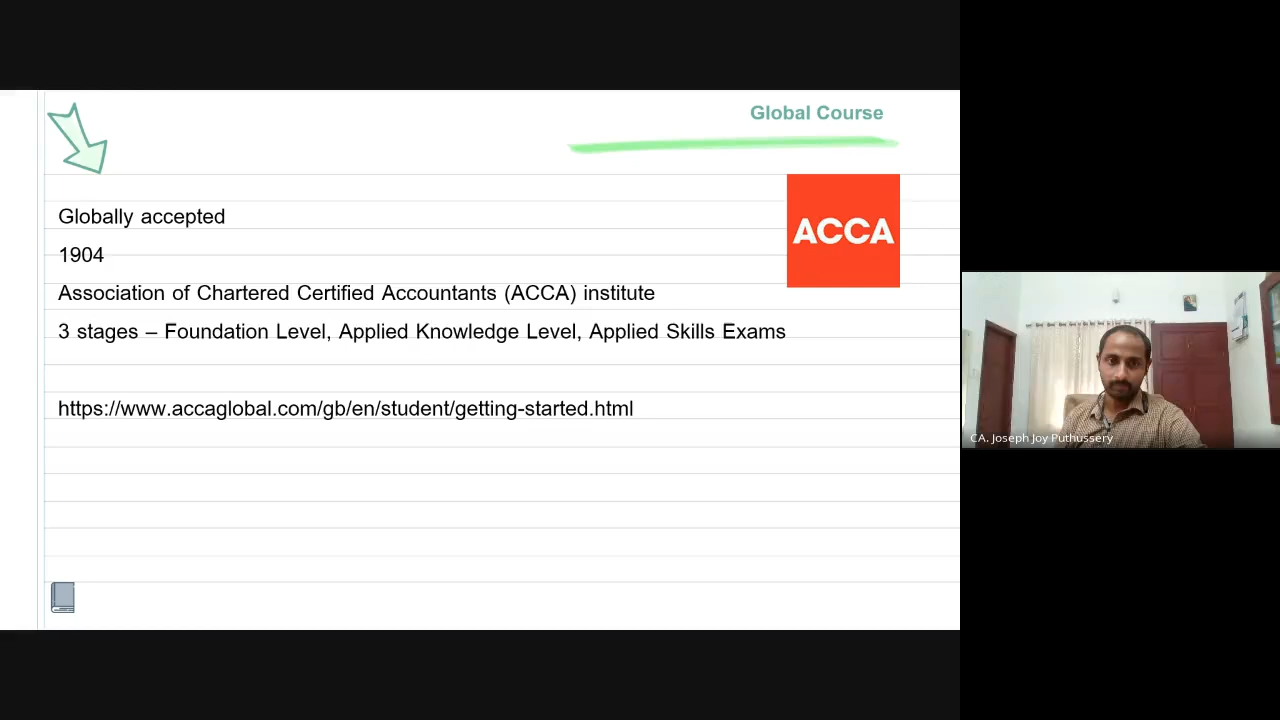 Global Course
ACCA
Globally accepted
1904
Association of Chartered Certified Accountants (ACCA) institute
3 stages – Foundation Level, Applied Knowledge Level, Applied Skills Exams
https://www.accaglobal.com/gb/en/student/getting-started.html
CA. Joseph Joy Puthussery